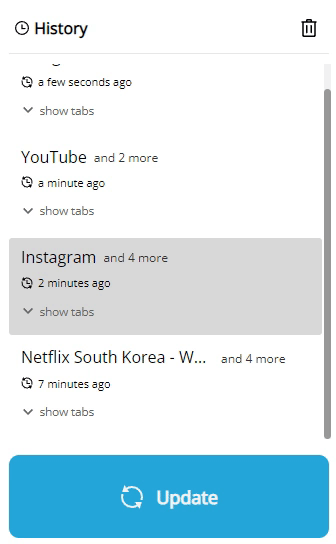 History
a few seconds ago
show tabs
YouTube and 2 more
a minute ago
show tabs
Instagram and 4 more
2 minutes ago
show tabs
Netflix South Korea - W... and 4 more
7 minutes ago
show tabs
Update